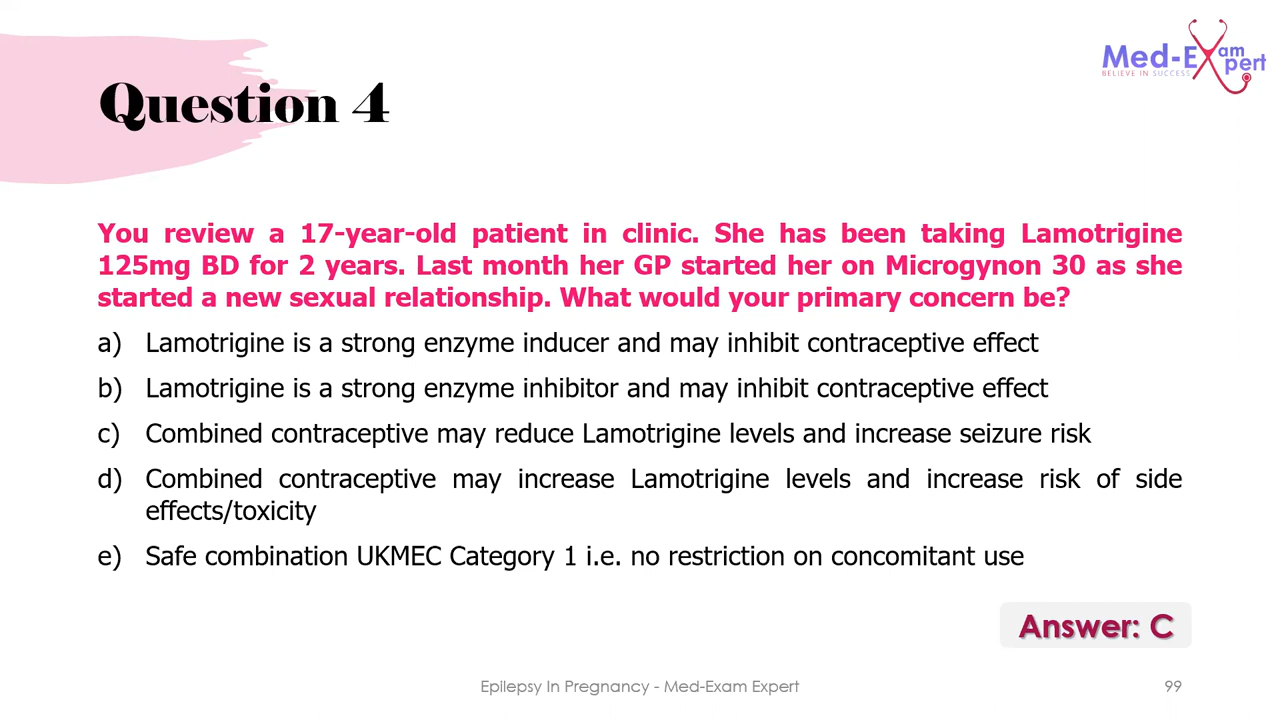 Med-Exam
Expert
BELIEVE IN SUCCESS
Question 4
You review a 17-year-old patient in clinic. She has been taking Lamotrigine
125mg BD for 2 years. Last month her GP started her on Microgynon 30 as she
started a new sexual relationship. What would your primary concern be?
a) Lamotrigine is a strong enzyme inducer and may inhibit contraceptive effect
b) Lamotrigine is a strong enzyme inhibitor and may inhibit contraceptive effect
c) Combined contraceptive may reduce Lamotrigine levels and increase seizure risk
d) Combined contraceptive may increase Lamotrigine levels and increase risk of side
effects/toxicity
e) Safe combination UKMEC Category 1 i.e. no restriction on concomitant use
Answer: C
Epilepsy In Pregnancy - Med-Exam Expert
99